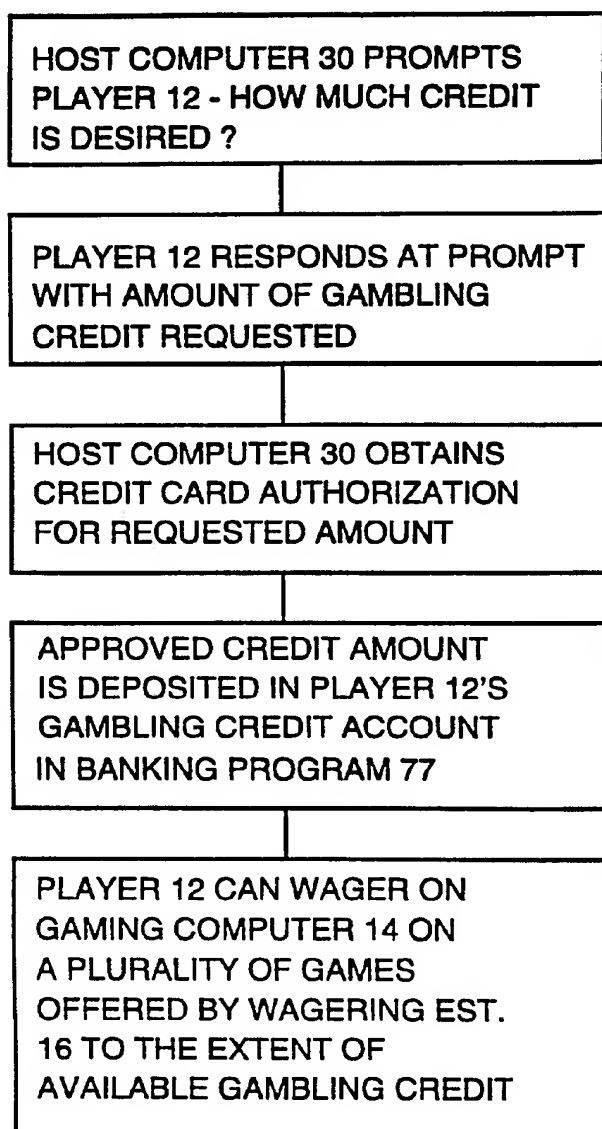 HOST COMPUTER 30 PROMPTS
PLAYER 12 - HOW MUCH CREDIT
IS DESIRED ?
PLAYER 12 RESPONDS AT PROMPT
WITH AMOUNT OF GAMBLING
CREDIT REQUESTED
HOST COMPUTER 30 OBTAINS
CREDIT CARD AUTHORIZATION
FOR REQUESTED AMOUNT
APPROVED CREDIT AMOUNT
IS DEPOSITED IN PLAYER 12'S
GAMBLING CREDIT ACCOUNT
IN BANKING PROGRAM 77
PLAYER 12 CAN WAGER ON
GAMING COMPUTER 14 ON
A PLURALITY OF GAMES
OFFERED BY WAGERING EST.
16 TO THE EXTENT OF
AVAILABLE GAMBLING CREDIT